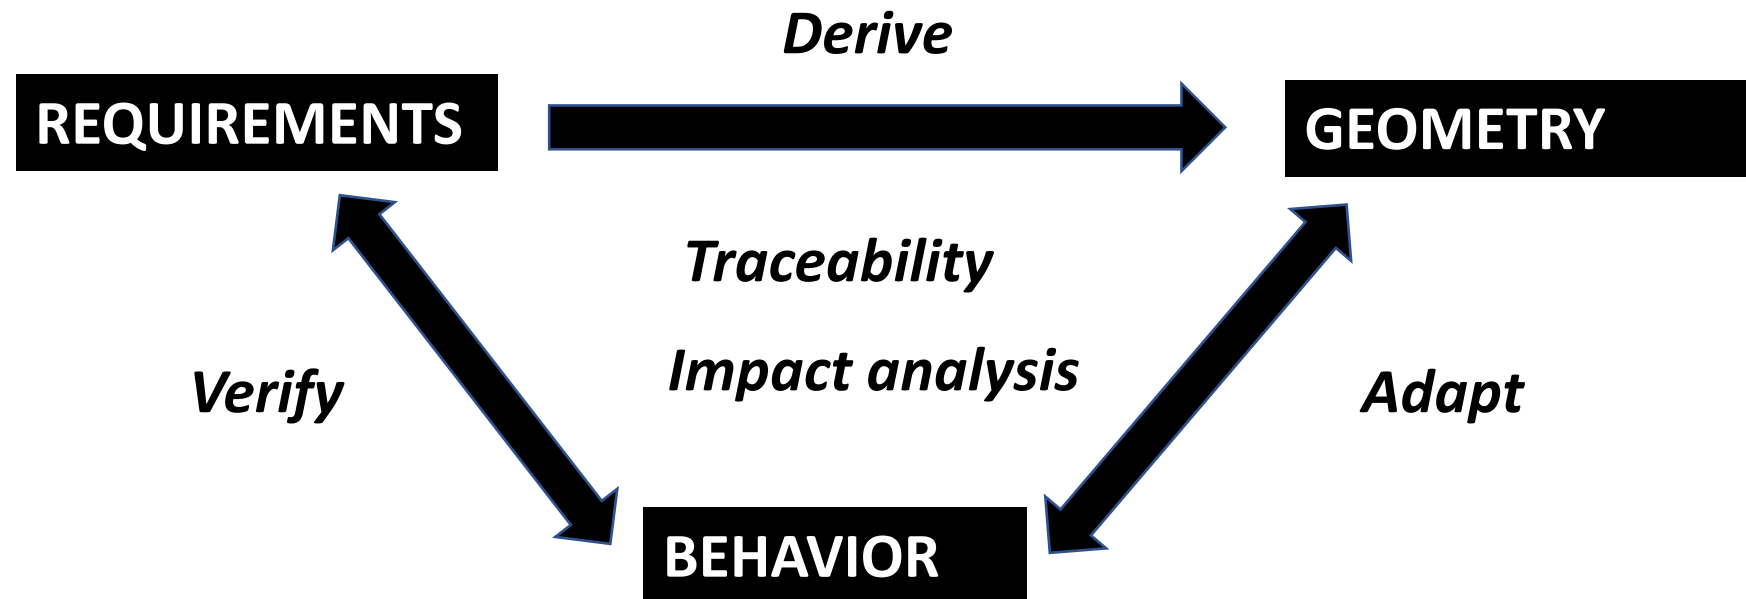 Derive
REQUIREMENTS
GEOMETRY
Traceability
Impact analysis
Verify
Adapt
BEHAVIOR